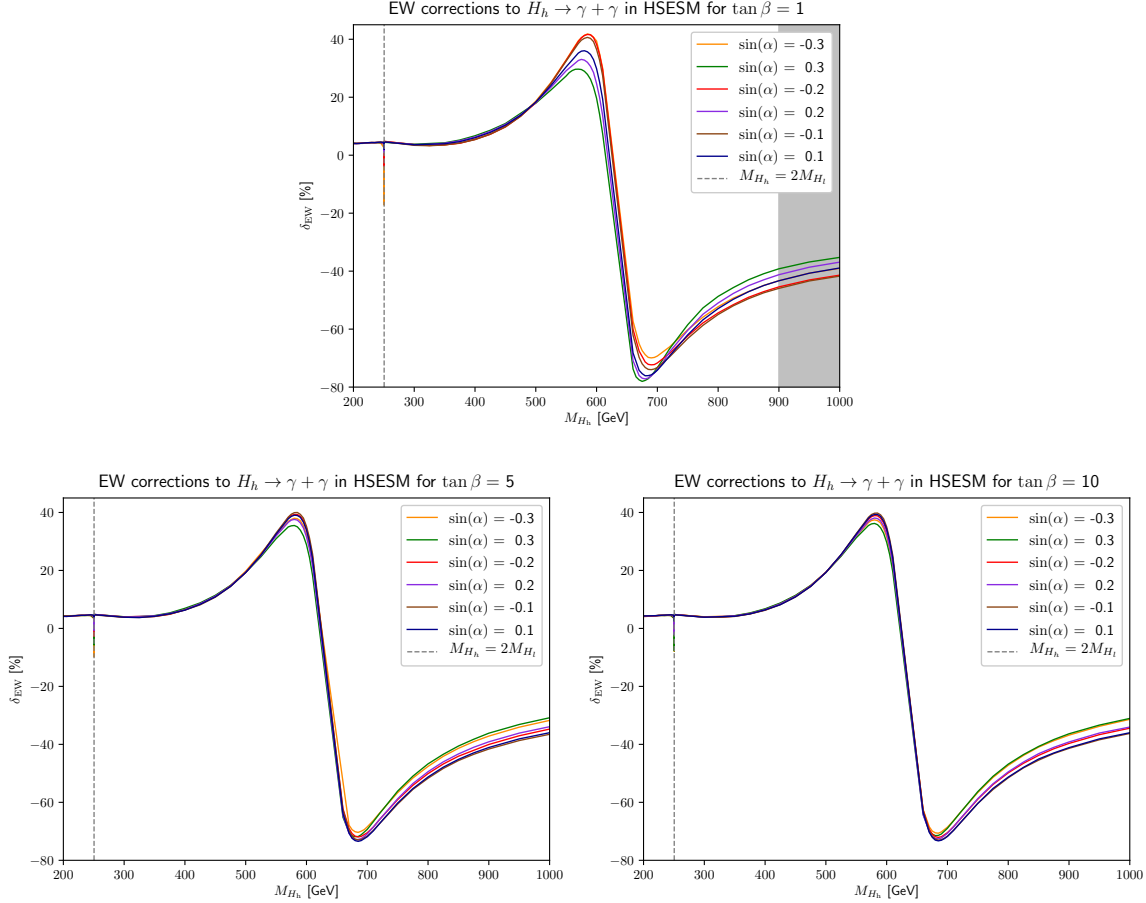 EW corrections to H_h → γ + γ in HSESM for tan β = 1
δ_EW [%]
40
20
0
−20
−40
−60
−80
sin(α) = -0.3
sin(α) = 0.3
sin(α) = -0.2
sin(α) = 0.2
sin(α) = -0.1
sin(α) = 0.1
M_{H_h} = 2M_{H_l}
200 300 400 500 600 700 800 900 1000
M_{H_h} [GeV]
EW corrections to H_h → γ + γ in HSESM for tan β = 5
δ_EW [%]
40
20
0
−20
−40
−60
−80
sin(α) = -0.3
sin(α) = 0.3
sin(α) = -0.2
sin(α) = 0.2
sin(α) = -0.1
sin(α) = 0.1
M_{H_h} = 2M_{H_l}
200 300 400 500 600 700 800 900 1000
M_{H_h} [GeV]
EW corrections to H_h → γ + γ in HSESM for tan β = 10
δ_EW [%]
40
20
0
−20
−40
−60
−80
sin(α) = -0.3
sin(α) = 0.3
sin(α) = -0.2
sin(α) = 0.2
sin(α) = -0.1
sin(α) = 0.1
M_{H_h} = 2M_{H_l}
200 300 400 500 600 700 800 900 1000
M_{H_h} [GeV]